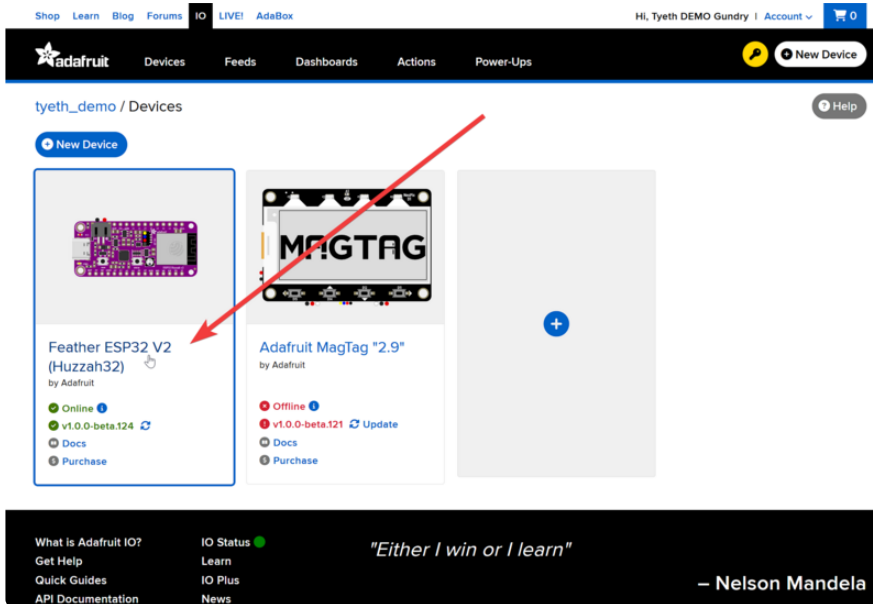 Shop Learn Blog Forums IO LIVE! AdaBox Hi, Tyeth DEMO Gundry | Account 0
adafruit Devices Feeds Dashboards Actions Power-Ups New Device
tyeth_demo / Devices Help
New Device
MAGTAG
Feather ESP32 V2
(Huzzah32)
by Adafruit
Online
v1.0.0-beta.124
Docs
Purchase
Adafruit MagTag "2.9"
by Adafruit
Offline
v1.0.0-beta.121 Update
Docs
Purchase
What is Adafruit IO?
Get Help
Quick Guides
API Documentation
IO Status
Learn
IO Plus
News
"Either I win or I learn"
– Nelson Mandela